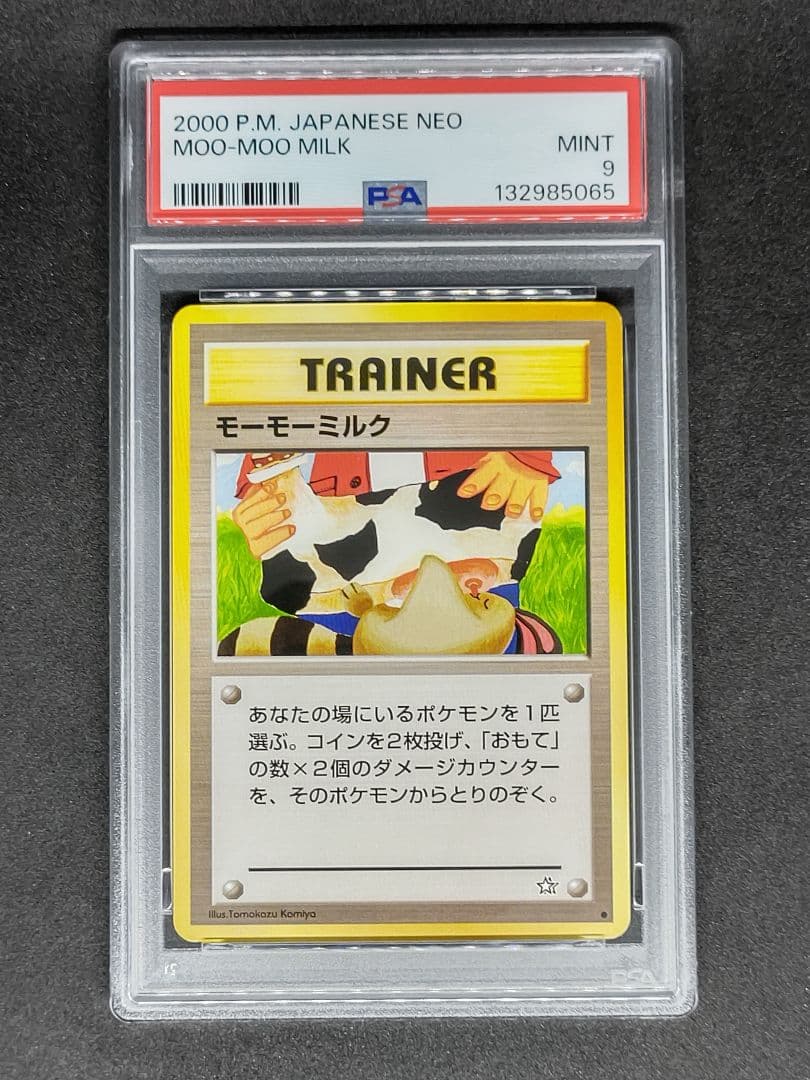 2000 P.M. JAPANESE NEO
MOO-MOO MILK MINT
9
PSA 132985065
TRAINER
モーモーミルク
あなたの場にいるポケモンを1匹
選ぶ。コインを2枚投げ、「おもて」
の数×2個のダメージカウンター
を、そのポケモンからとりのぞく。
Illus.Tomokazu Komiya
PSA